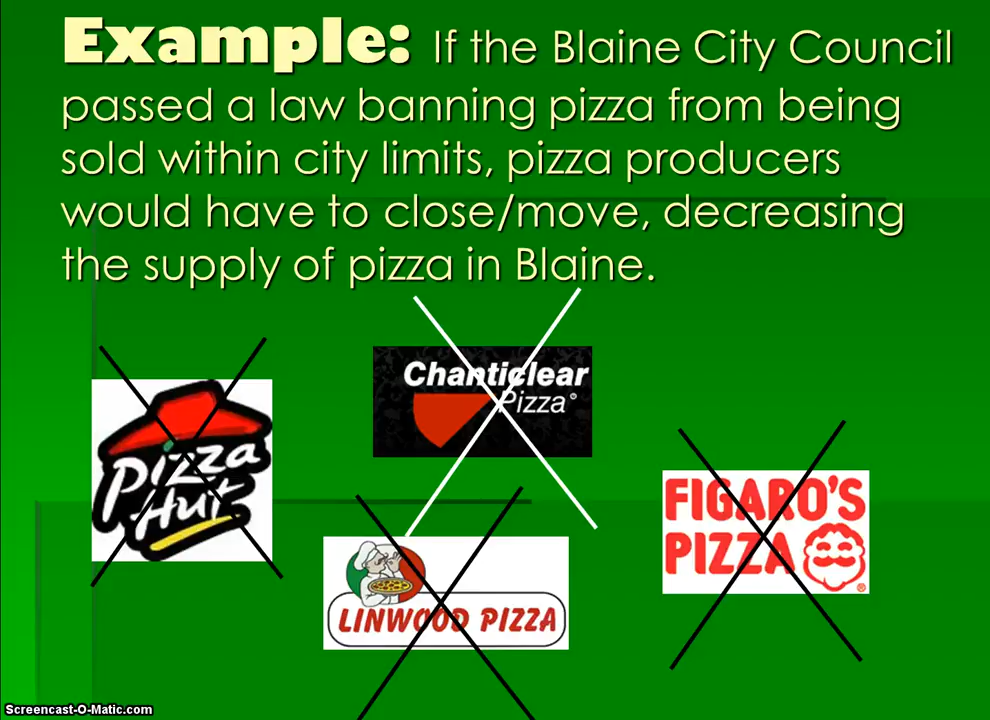 Example: If the Blaine City Council
passed a law banning pizza from being
sold within city limits, pizza producers
would have to close/move, decreasing
the supply of pizza in Blaine.
Chanticlear
Pizza®
Pizza
Hut
FIGARO'S
PIZZA ®
LINWOOD PIZZA
Screencast-O-Matic.com